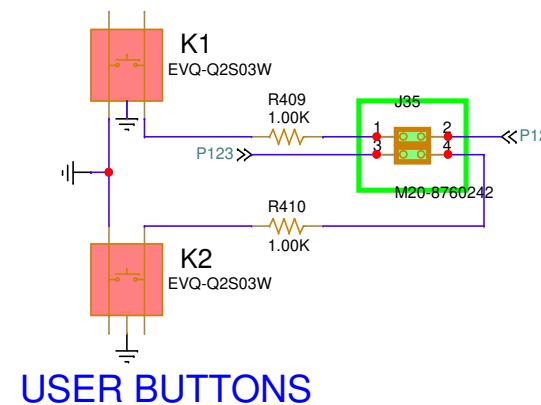 K1
EVQ-Q2S03W
R409
1.00K
J35
1
2
P123
3
4
M20-8760242
R410
1.00K
K2
EVQ-Q2S03W
USER BUTTONS